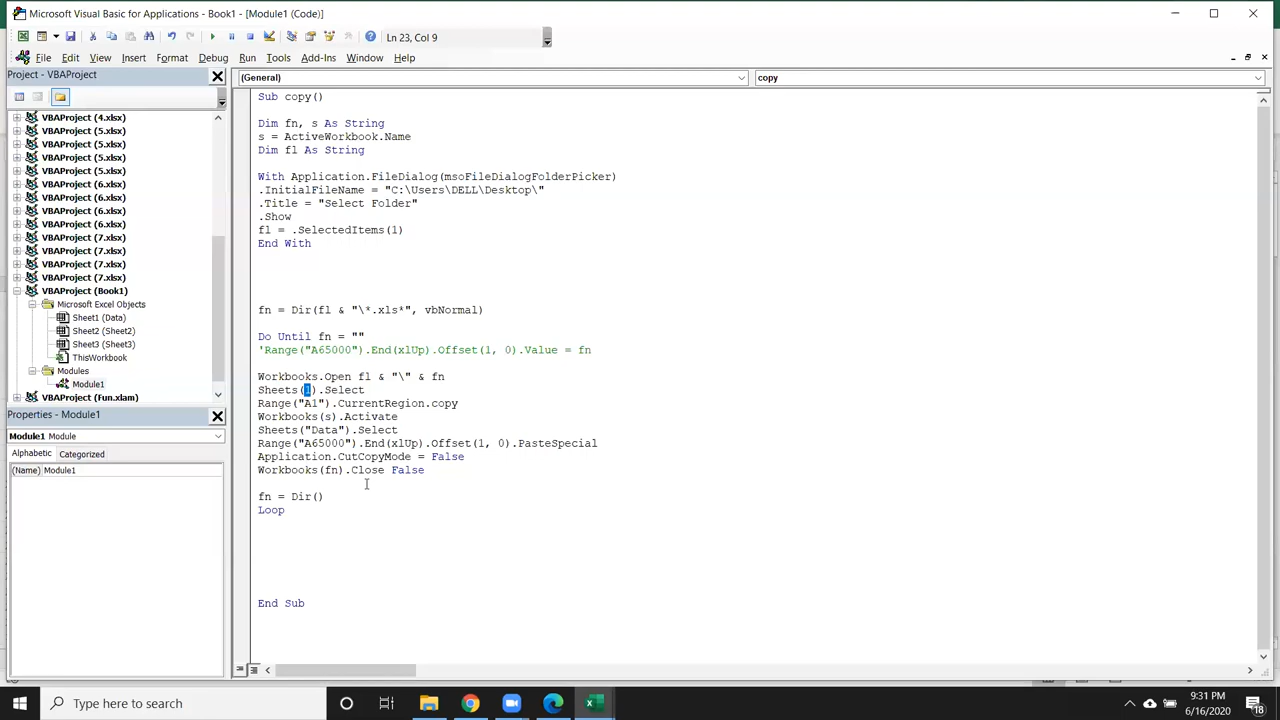 Microsoft Visual Basic for Applications - Book1 - [Module1 (Code)]
Ln 23, Col 9
File Edit View Insert Format Debug Run Tools Add-Ins Window Help
Project - VBAProject
VBAProject (4.xlsx)
VBAProject (5.xlsx)
VBAProject (5.xlsx)
VBAProject (5.xlsx)
VBAProject (5.xlsx)
VBAProject (6.xlsx)
VBAProject (6.xlsx)
VBAProject (6.xlsx)
VBAProject (6.xlsx)
VBAProject (7.xlsx)
VBAProject (7.xlsx)
VBAProject (7.xlsx)
VBAProject (7.xlsx)
VBAProject (Book1)
Microsoft Excel Objects
Sheet1 (Data)
Sheet2 (Sheet2)
Sheet3 (Sheet3)
ThisWorkbook
Modules
Module1
VBAProject (Fun.xlam)
Properties - Module1
Module1 Module
Alphabetic Categorized
(Name) Module1
(General) copy
Sub copy()
Dim fn, s As String
s = ActiveWorkbook.Name
Dim fl As String
With Application.FileDialog(msoFileDialogFolderPicker)
.InitialFileName = "C:\Users\DELL\Desktop\"
.Title = "Select Folder"
.Show
fl = .SelectedItems(1)
End With
fn = Dir(fl & "\*.xls*", vbNormal)
Do Until fn = ""
'Range("A65000").End(xlUp).Offset(1, 0).Value = fn
Workbooks.Open fl & "\" & fn
Sheets(1).Select
Range("A1").CurrentRegion.copy
Workbooks(s).Activate
Sheets("Data").Select
Range("A65000").End(xlUp).Offset(1, 0).PasteSpecial
Application.CutCopyMode = False
Workbooks(fn).Close False
fn = Dir()
Loop
End Sub
Type here to search
9:31 PM
6/16/2020
18